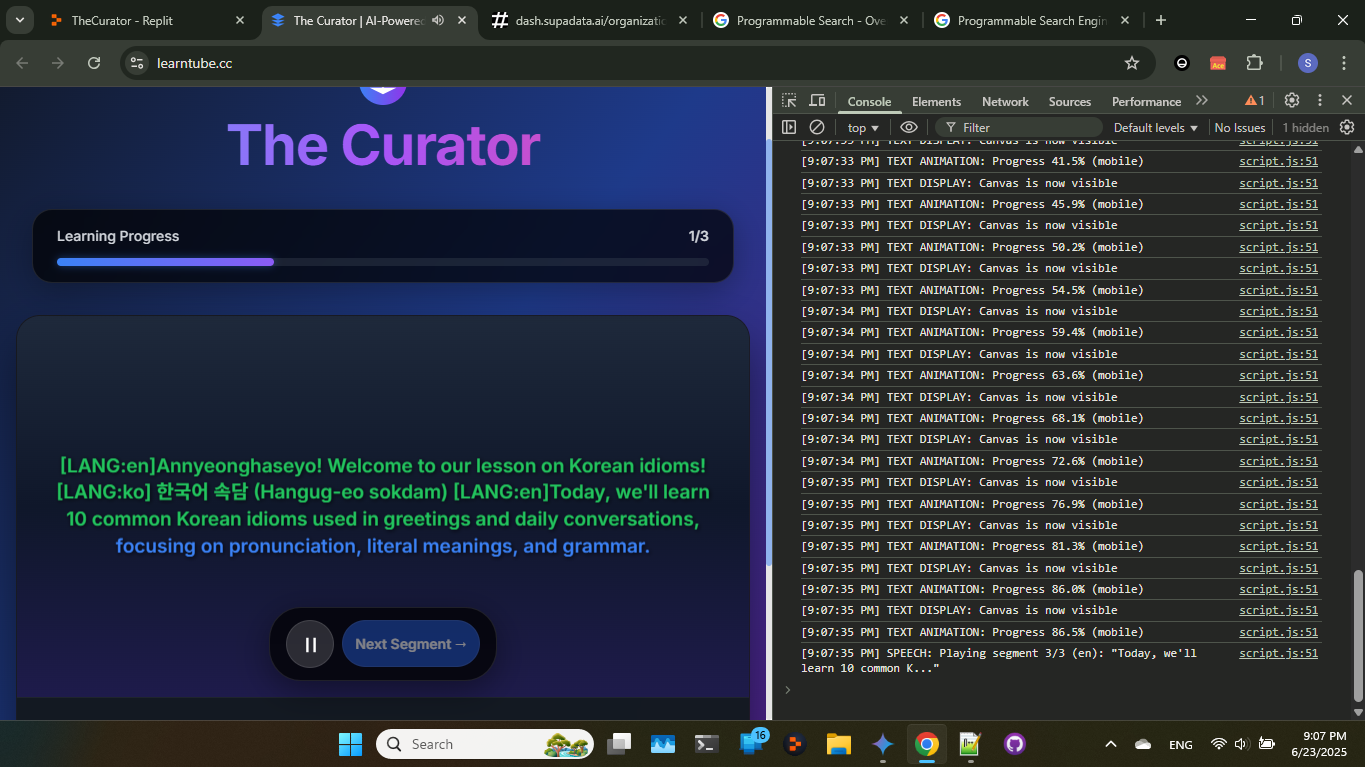 TheCurator - Replit
The Curator | AI-Powere
dash.supadata.ai/organizatic
Programmable Search - Ove
Programmable Search Engin
learntube.cc
Ace
S
The Curator
Learning Progress
1/3
[LANG:en]Annyeonghaseyo! Welcome to our lesson on Korean idioms!
[LANG:ko] 한국어 속담 (Hangug-eo sokdam) [LANG:en]Today, we'll learn
10 common Korean idioms used in greetings and daily conversations,
focusing on pronunciation, literal meanings, and grammar.
Next Segment →
Console Elements Network Sources Performance
1
top
Filter
Default levels
No Issues
1 hidden
[9:07:33 PM] TEXT DISPLAY: Canvas is now visible script.js:51
[9:07:33 PM] TEXT ANIMATION: Progress 41.5% (mobile) script.js:51
[9:07:33 PM] TEXT DISPLAY: Canvas is now visible script.js:51
[9:07:33 PM] TEXT ANIMATION: Progress 45.9% (mobile) script.js:51
[9:07:33 PM] TEXT DISPLAY: Canvas is now visible script.js:51
[9:07:33 PM] TEXT ANIMATION: Progress 50.2% (mobile) script.js:51
[9:07:33 PM] TEXT DISPLAY: Canvas is now visible script.js:51
[9:07:33 PM] TEXT ANIMATION: Progress 54.5% (mobile) script.js:51
[9:07:34 PM] TEXT DISPLAY: Canvas is now visible script.js:51
[9:07:34 PM] TEXT ANIMATION: Progress 59.4% (mobile) script.js:51
[9:07:34 PM] TEXT DISPLAY: Canvas is now visible script.js:51
[9:07:34 PM] TEXT ANIMATION: Progress 63.6% (mobile) script.js:51
[9:07:34 PM] TEXT DISPLAY: Canvas is now visible script.js:51
[9:07:34 PM] TEXT ANIMATION: Progress 68.1% (mobile) script.js:51
[9:07:34 PM] TEXT DISPLAY: Canvas is now visible script.js:51
[9:07:34 PM] TEXT ANIMATION: Progress 72.6% (mobile) script.js:51
[9:07:35 PM] TEXT DISPLAY: Canvas is now visible script.js:51
[9:07:35 PM] TEXT ANIMATION: Progress 76.9% (mobile) script.js:51
[9:07:35 PM] TEXT DISPLAY: Canvas is now visible script.js:51
[9:07:35 PM] TEXT ANIMATION: Progress 81.3% (mobile) script.js:51
[9:07:35 PM] TEXT DISPLAY: Canvas is now visible script.js:51
[9:07:35 PM] TEXT ANIMATION: Progress 86.0% (mobile) script.js:51
[9:07:35 PM] TEXT DISPLAY: Canvas is now visible script.js:51
[9:07:35 PM] TEXT ANIMATION: Progress 86.5% (mobile) script.js:51
[9:07:35 PM] SPEECH: Playing segment 3/3 (en): "Today, we'll script.js:51
learn 10 common K..."
Search
16
ENG
9:07 PM
6/23/2025